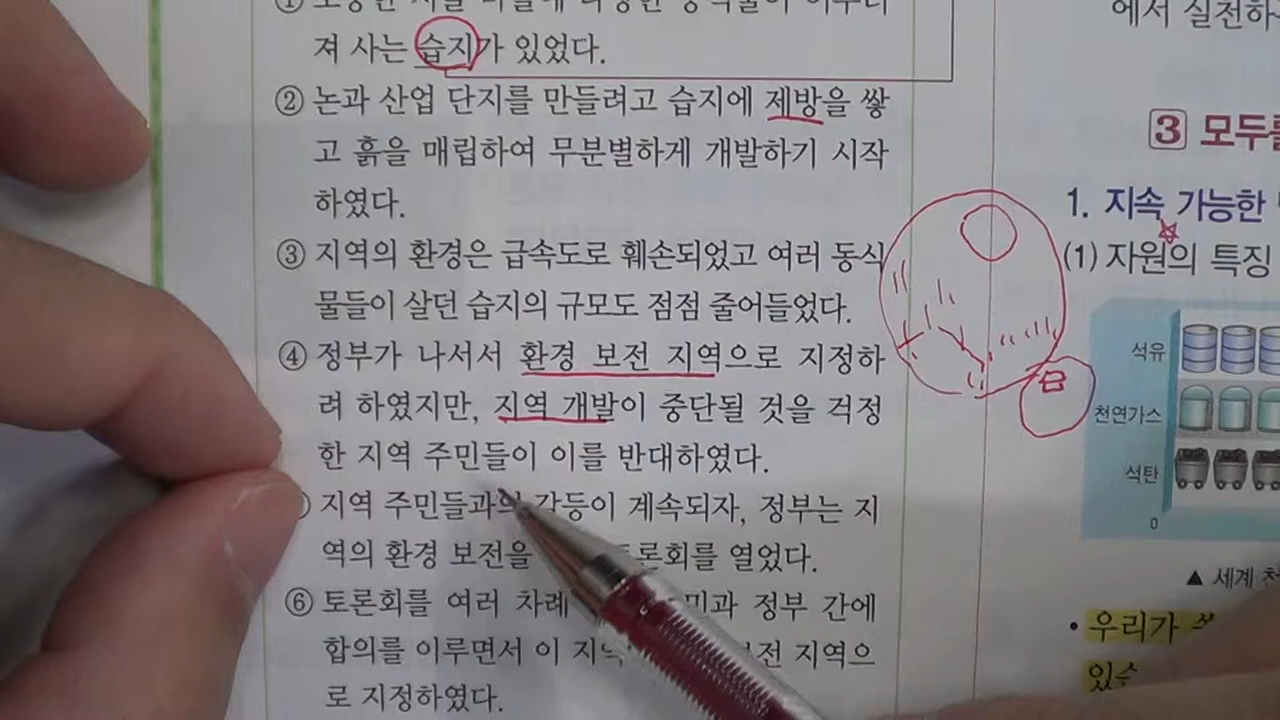 져 사는 습지가 있었다.
② 논과 산업 단지를 만들려고 습지에 제방을 쌓
고 흙을 매립하여 무분별하게 개발하기 시작
하였다.
③ 지역의 환경은 급속도로 훼손되었고 여러 동식
물들이 살던 습지의 규모도 점점 줄어들었다.
④ 정부가 나서서 환경 보전 지역으로 지정하
려 하였지만, 지역 개발이 중단될 것을 걱정
한 지역 주민들이 이를 반대하였다.
지역 주민들과의 갈등이 계속되자, 정부는 지
역의 환경 보전을 토론회를 열었다.
⑥ 토론회를 여러 차례 정부 간에
합의를 이루면서 이 지역으
로 지정하였다.
에서 실천하
3 모두를
1. 지속 가능한
(1) 자원의 특징
석유
천연가스
석탄
0
▲ 세계
• 우리가